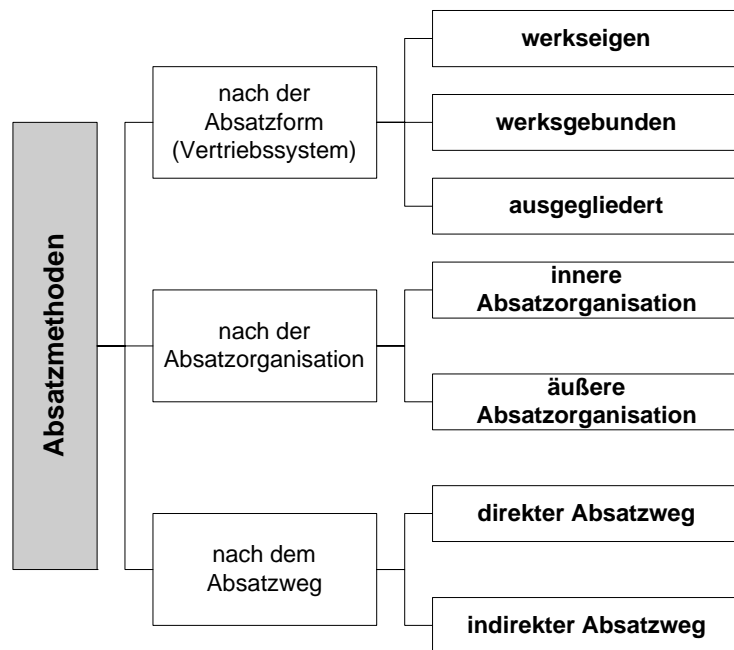 Absatzmethoden
nach der
Absatzform
(Vertriebssystem)
werkseigen
werksgebunden
ausgegliedert
nach der
Absatzorganisation
innere
Absatzorganisation
äußere
Absatzorganisation
nach dem
Absatzweg
direkter Absatzweg
indirekter Absatzweg